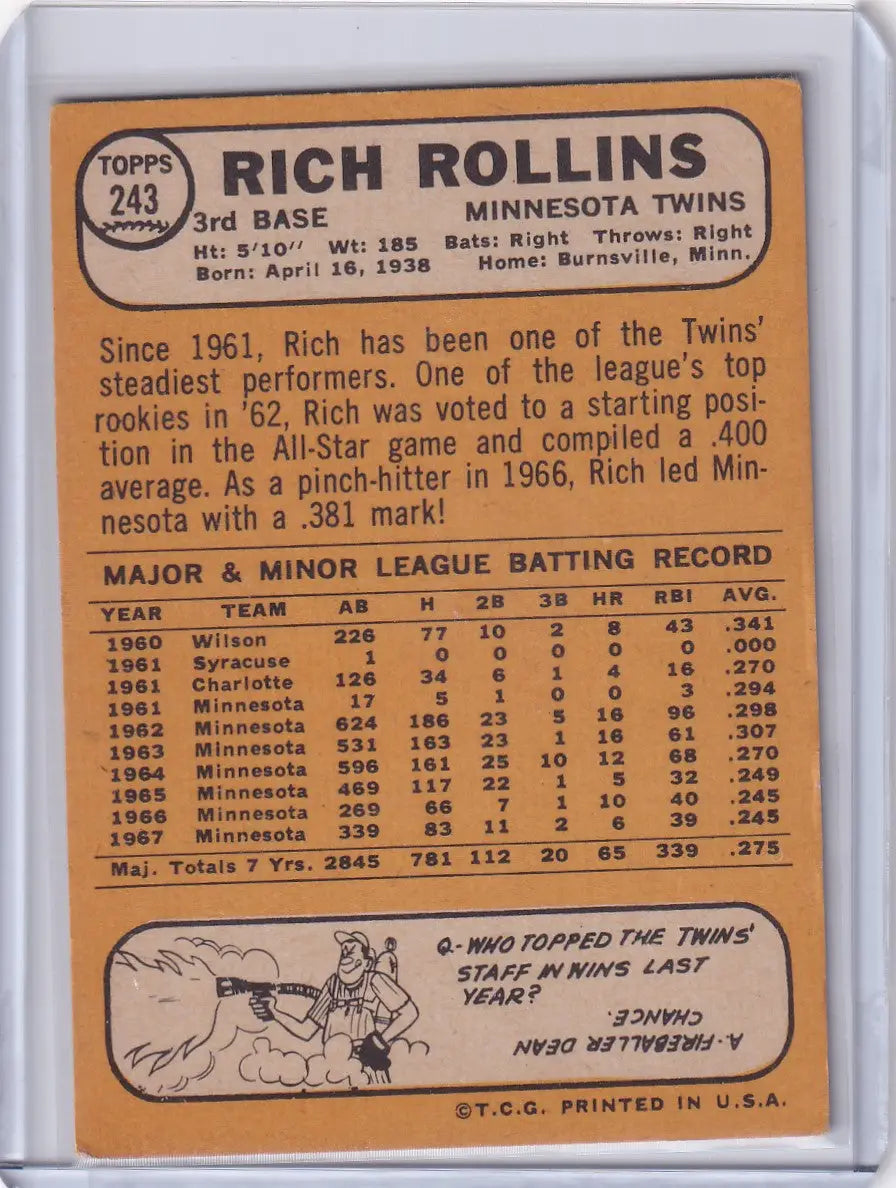 TOPPS
243
RICH ROLLINS
3rd BASE
MINNESOTA TWINS
Ht: 5'10" Wt: 185 Bats: Right Throws: Right
Born: April 16, 1938 Home: Burnsville, Minn.
Since 1961, Rich has been one of the Twins'
steadiest performers. One of the league's top
rookies in '62, Rich was voted to a starting posi-
tion in the All-Star game and compiled a .400
average. As a pinch-hitter in 1966, Rich led Min-
nesota with a .381 mark!
MAJOR & MINOR LEAGUE BATTING RECORD
YEAR TEAM AB H 2B 3B HR RBI AVG.
1960 Wilson 226 77 10 2 8 43 .341
1961 Syracuse 1 0 0 0 0 0 .000
1961 Charlotte 126 34 6 1 4 16 .270
1961 Minnesota 17 5 1 0 0 3 .294
1962 Minnesota 624 186 23 5 16 96 .298
1963 Minnesota 531 163 23 1 16 61 .307
1964 Minnesota 596 161 25 10 12 68 .270
1965 Minnesota 469 117 22 1 5 32 .249
1966 Minnesota 269 66 7 1 10 40 .245
1967 Minnesota 339 83 11 2 6 39 .245
Maj. Totals 7 Yrs. 2845 781 112 20 65 339 .275
Q-WHO TOPPED THE TWINS'
STAFF IN WINS LAST
YEAR?
A-FIREBALLER DEAN
CHANCE.
©T.C.G. PRINTED IN U.S.A.